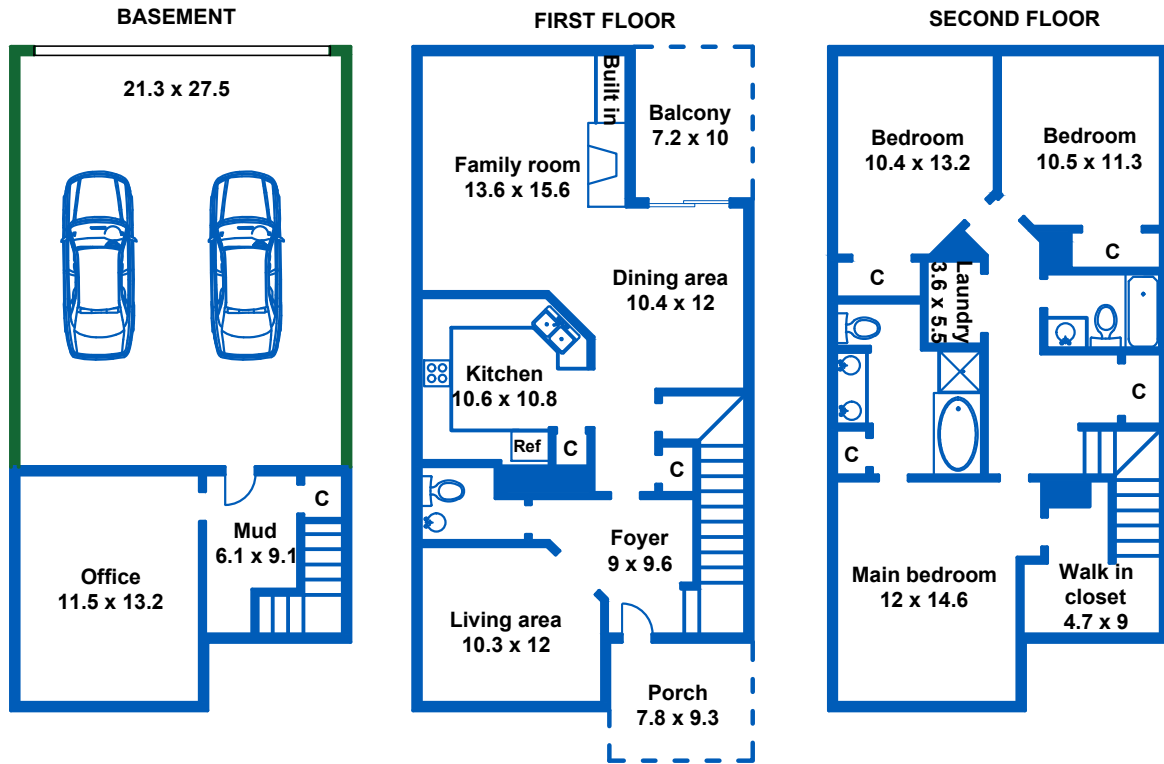 BASEMENT
21.3 x 27.5
C
Mud
6.1 x 9.1
Office
11.5 x 13.2
FIRST FLOOR
Built in
Balcony
7.2 x 10
Family room
13.6 x 15.6
Dining area
10.4 x 12
Kitchen
10.6 x 10.8
Ref
C
C
Foyer
9 x 9.6
Living area
10.3 x 12
Porch
7.8 x 9.3
SECOND FLOOR
Bedroom
10.4 x 13.2
Bedroom
10.5 x 11.3
C
C
Laundry
3.6 x 5.5
C
C
Main bedroom
12 x 14.6
Walk in
closet
4.7 x 9